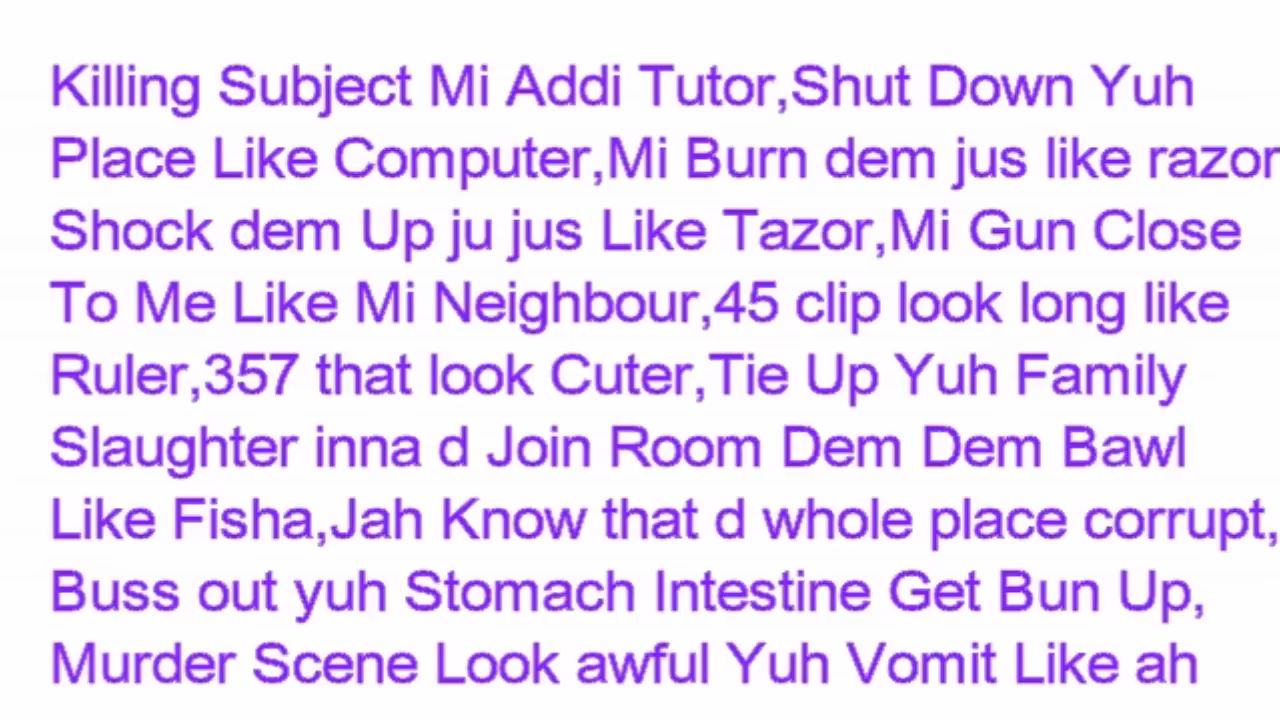 Killing Subject Mi Addi Tutor,Shut Down Yuh
Place Like Computer,Mi Burn dem jus like razor
Shock dem Up ju jus Like Tazor,Mi Gun Close
To Me Like Mi Neighbour,45 clip look long like
Ruler,357 that look Cuter,Tie Up Yuh Family
Slaughter inna d Join Room Dem Dem Bawl
Like Fisha,Jah Know that d whole place corrupt,
Buss out yuh Stomach Intestine Get Bun Up,
Murder Scene Look awful Yuh Vomit Like ah